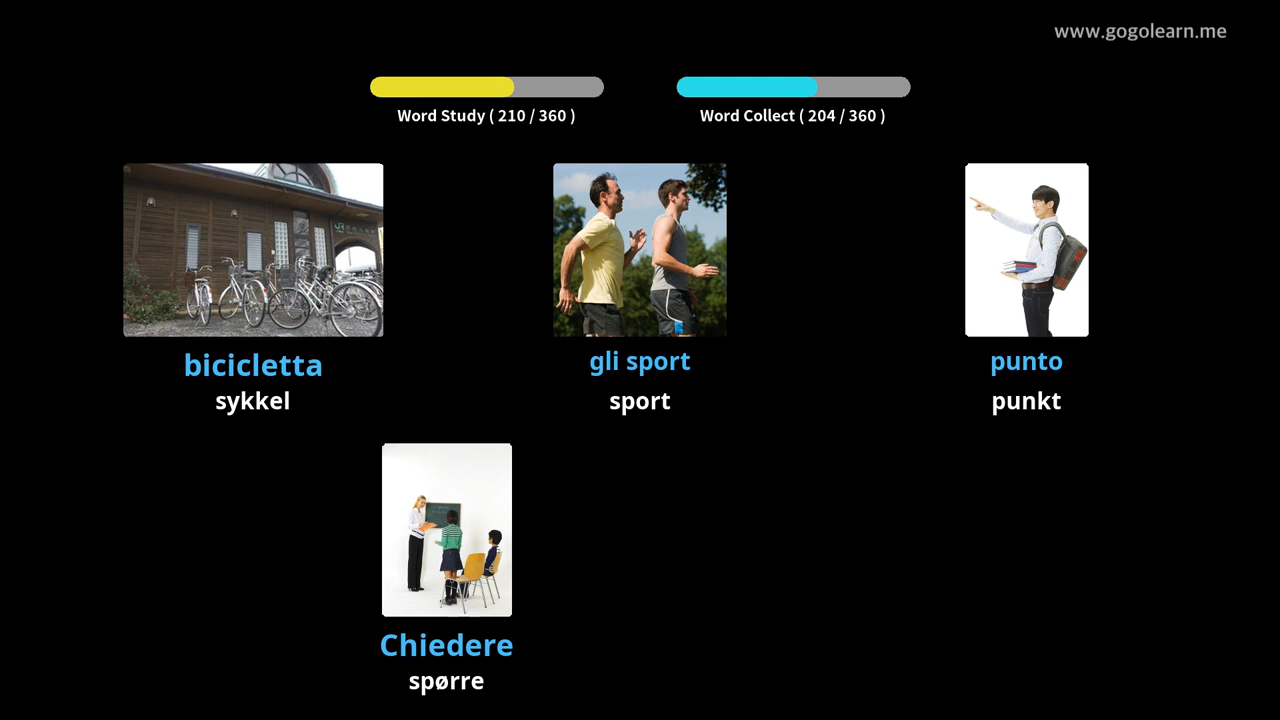 www.gogolearn.me
Word Study ( 210 / 360 )
Word Collect ( 204 / 360 )
JR
bicicletta
sykkel
gli sport
sport
punto
punkt
Chiedere
spørre